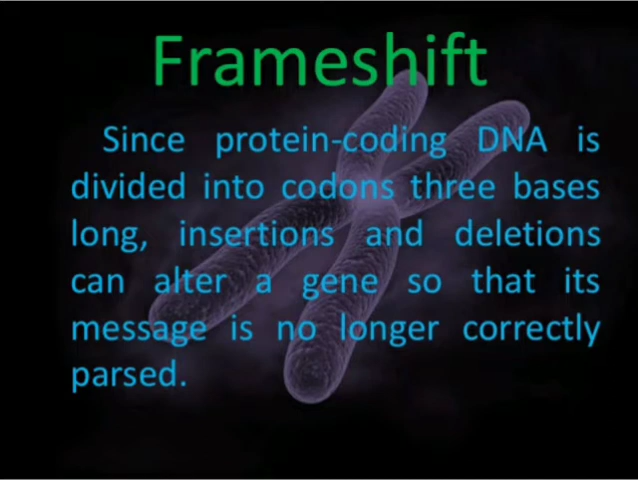 Frameshift
Since protein-coding DNA is
divided into codons three bases
long, insertions and deletions
can alter a gene so that its
message is no longer correctly
parsed.